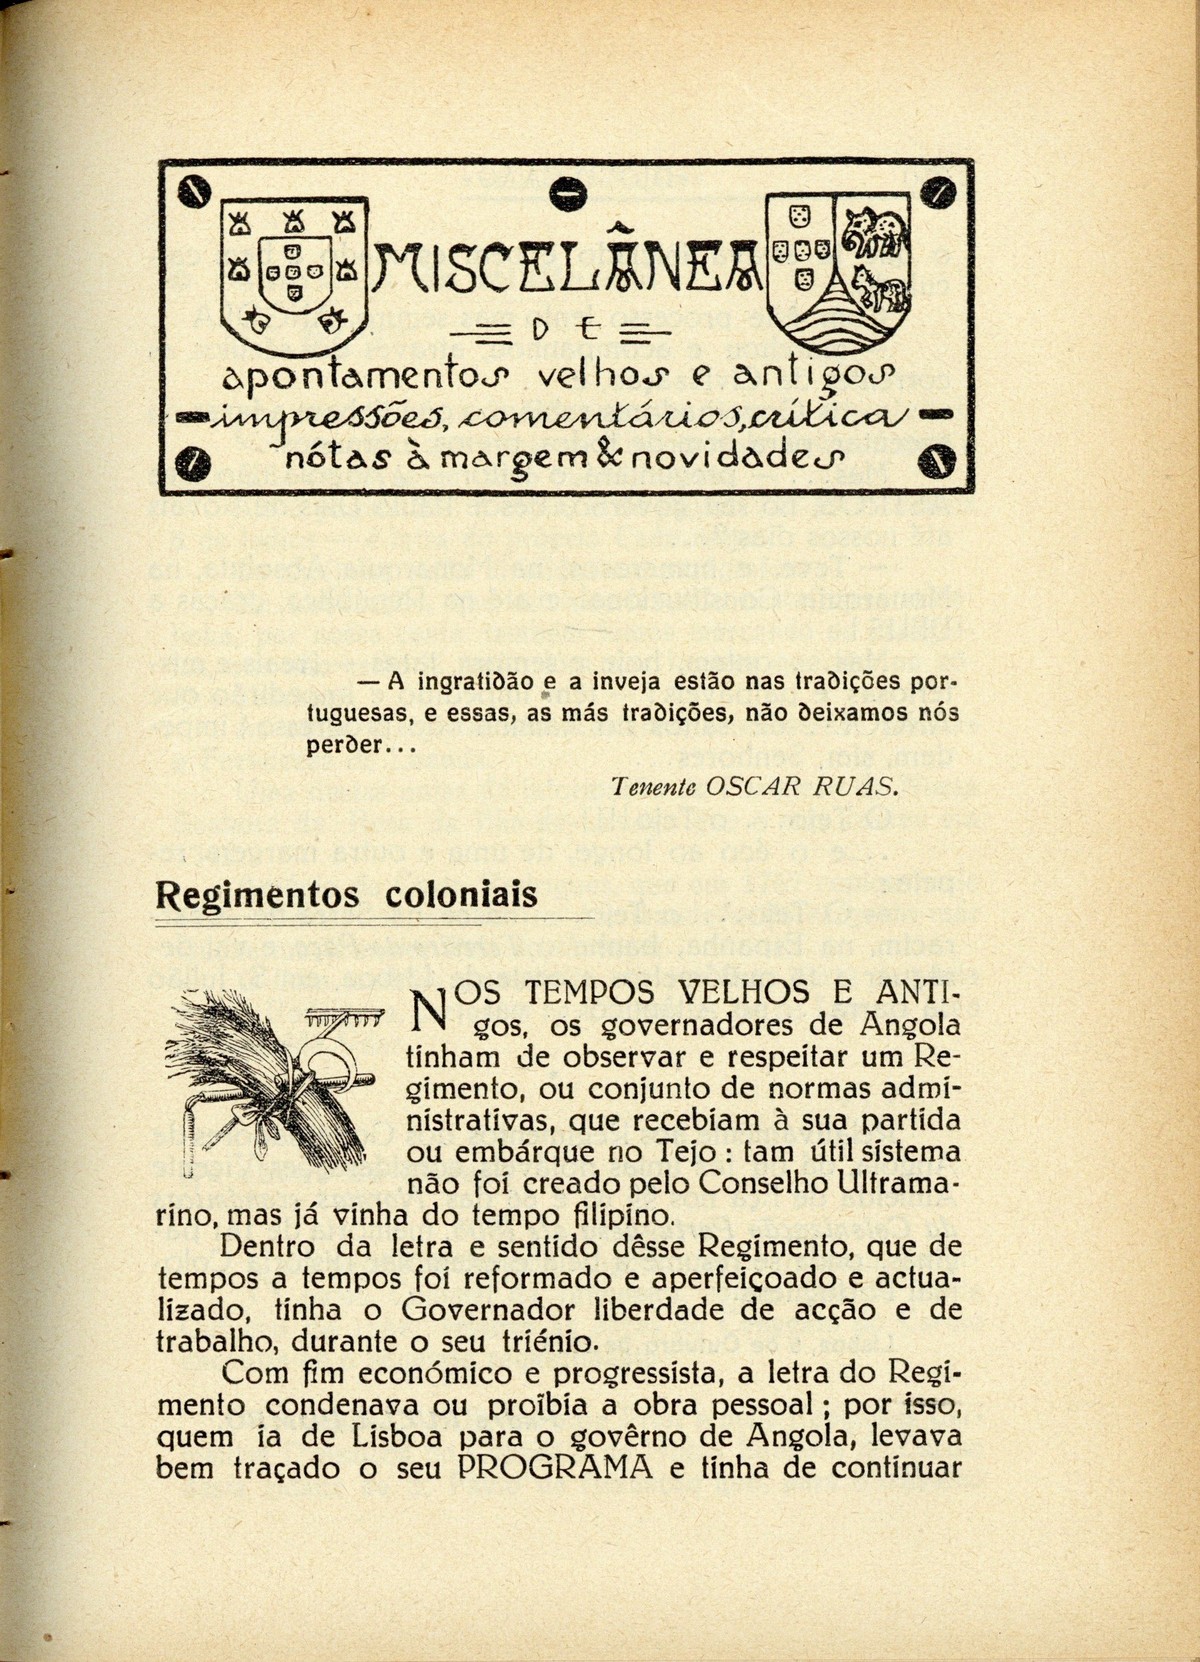 MISCELÂNEA
DE
apontamentos velhos e antigos
impressões, comentários, crítica
nótas à margem & novidades
— A ingratidão e a inveja estão nas tradições por-
tuguesas, e essas, as más tradições, não deixamos nós
perder...
Tenente OSCAR RUAS.
Regimentos coloniais
NOS TEMPOS VELHOS E ANTI-
gos, os governadores de Angola
tinham de observar e respeitar um Re-
gimento, ou conjunto de normas admi-
nistrativas, que recebiam à sua partida
ou embárque no Tejo : tam útil sistema
não foi creado pelo Conselho Ultrama-
rino, mas já vinha do tempo filipino.
Dentro da letra e sentido dêsse Regimento, que de
tempos a tempos foi reformado e aperfeiçoado e actua-
lizado, tinha o Governador liberdade de acção e de
trabalho, durante o seu triénio.
Com fim económico e progressista, a letra do Regi-
mento condenava ou proïbia a obra pessoal ; por isso,
quem ia de Lisboa para o govêrno de Angola, levava
bem traçado o seu PROGRAMA e tinha de continuar